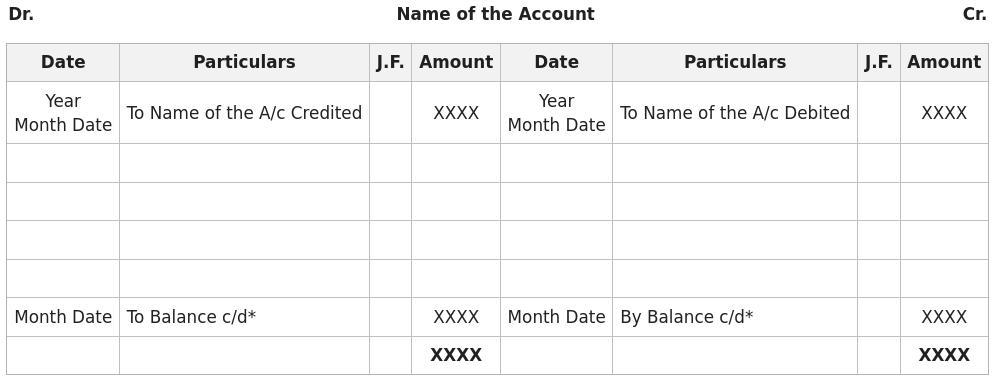 Dr. Name of the Account Cr.
Date Particulars J.F. Amount Date Particulars J.F. Amount
Year Month Date To Name of the A/c Credited XXXX Year Month Date To Name of the A/c Debited XXXX
Month Date To Balance c/d* XXXX Month Date By Balance c/d* XXXX
XXXX XXXX